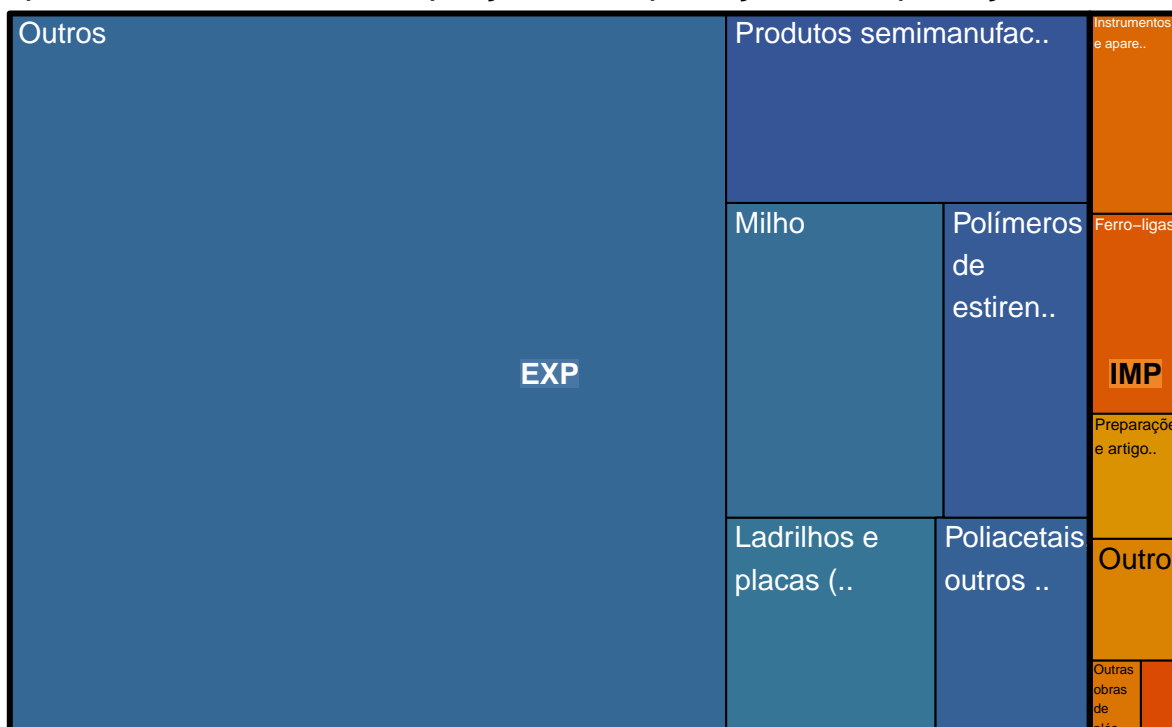 Outros
Produtos semimanufac..
Milho
Polímeros
de
estiren..
EXP
Ladrilhos e
placas (..
Poliacetais
outros ..
Instrumentos
e apare..
Ferro−ligas
IMP
e artigo..
Outro
Outras
obras
de